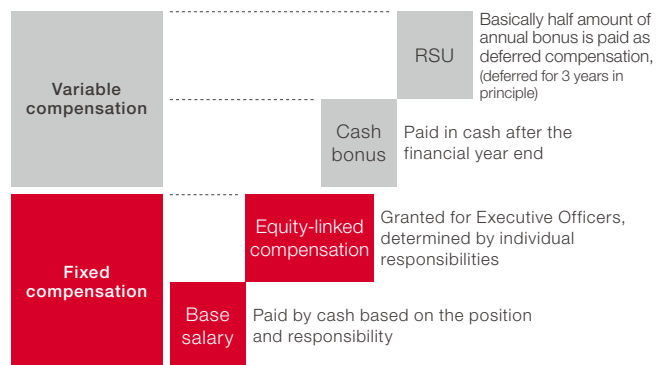 Variable
compensation
RSU
Basically half amount of
annual bonus is paid as
deferred compensation,
(deferred for 3 years in
principle)
Cash
bonus
Paid in cash after the
financial year end
Fixed
compensation
Equity-linked
compensation
Granted for Executive Officers,
determined by individual
responsibilities
Base
salary
Paid by cash based on the position
and responsibility